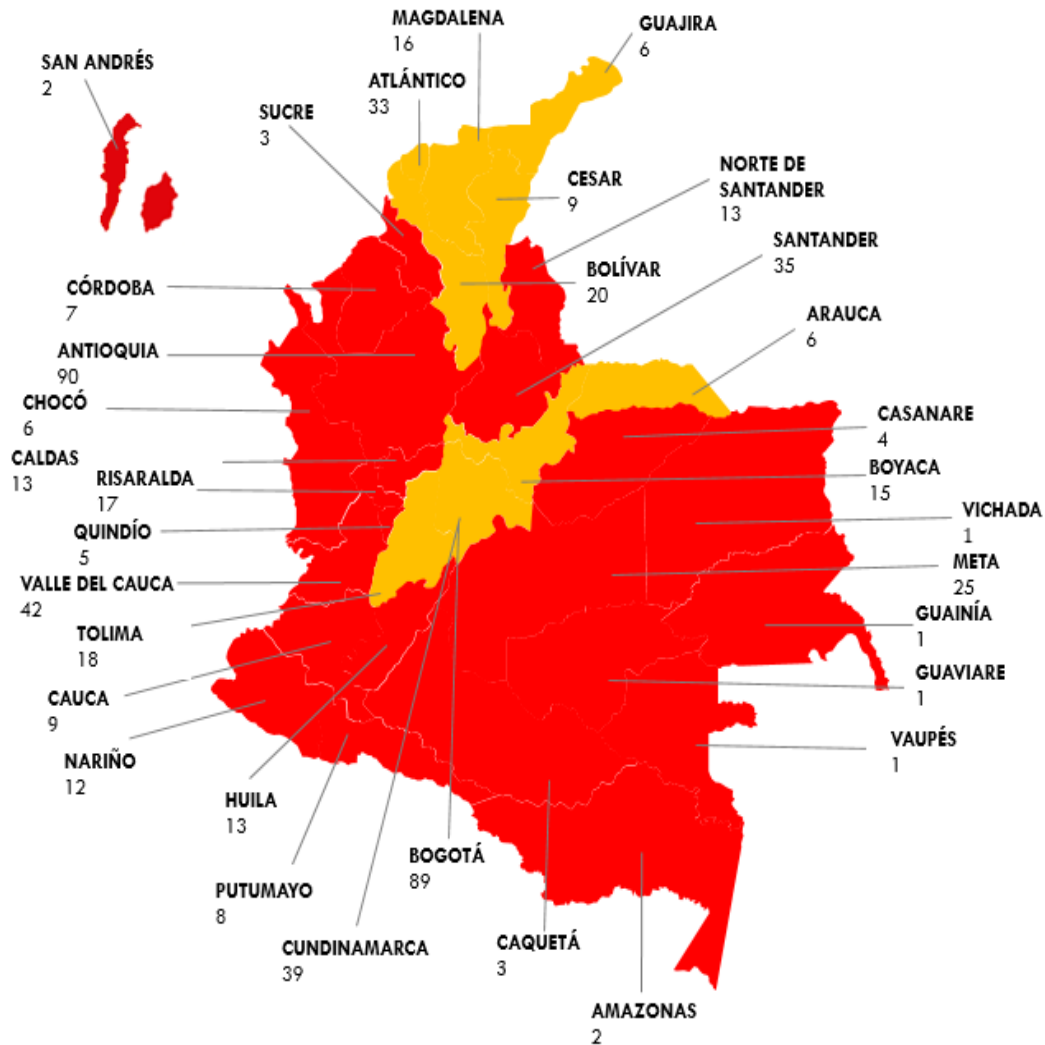 MAGDALENA
16
GUAJIRA
6
SAN ANDRÉS
2
ATLÁNTICO
33
SUCRE
3
NORTE DE
SANTANDER
13
CESAR
9
SANTANDER
35
BOLÍVAR
20
CÓRDOBA
7
ARAUCA
6
ANTIOQUIA
90
CHOCÓ
6
CASANARE
4
CALDAS
13
BOYACA
15
RISARALDA
17
VICHADA
1
QUINDÍO
5
META
25
VALLE DEL CAUCA
42
GUAINÍA
1
TOLIMA
18
GUAVIARE
1
CAUCA
9
VAUPÉS
1
NARIÑO
12
HUILA
13
BOGOTÁ
89
PUTUMAYO
8
CUNDINAMARCA
39
CAQUETÁ
3
AMAZONAS
2